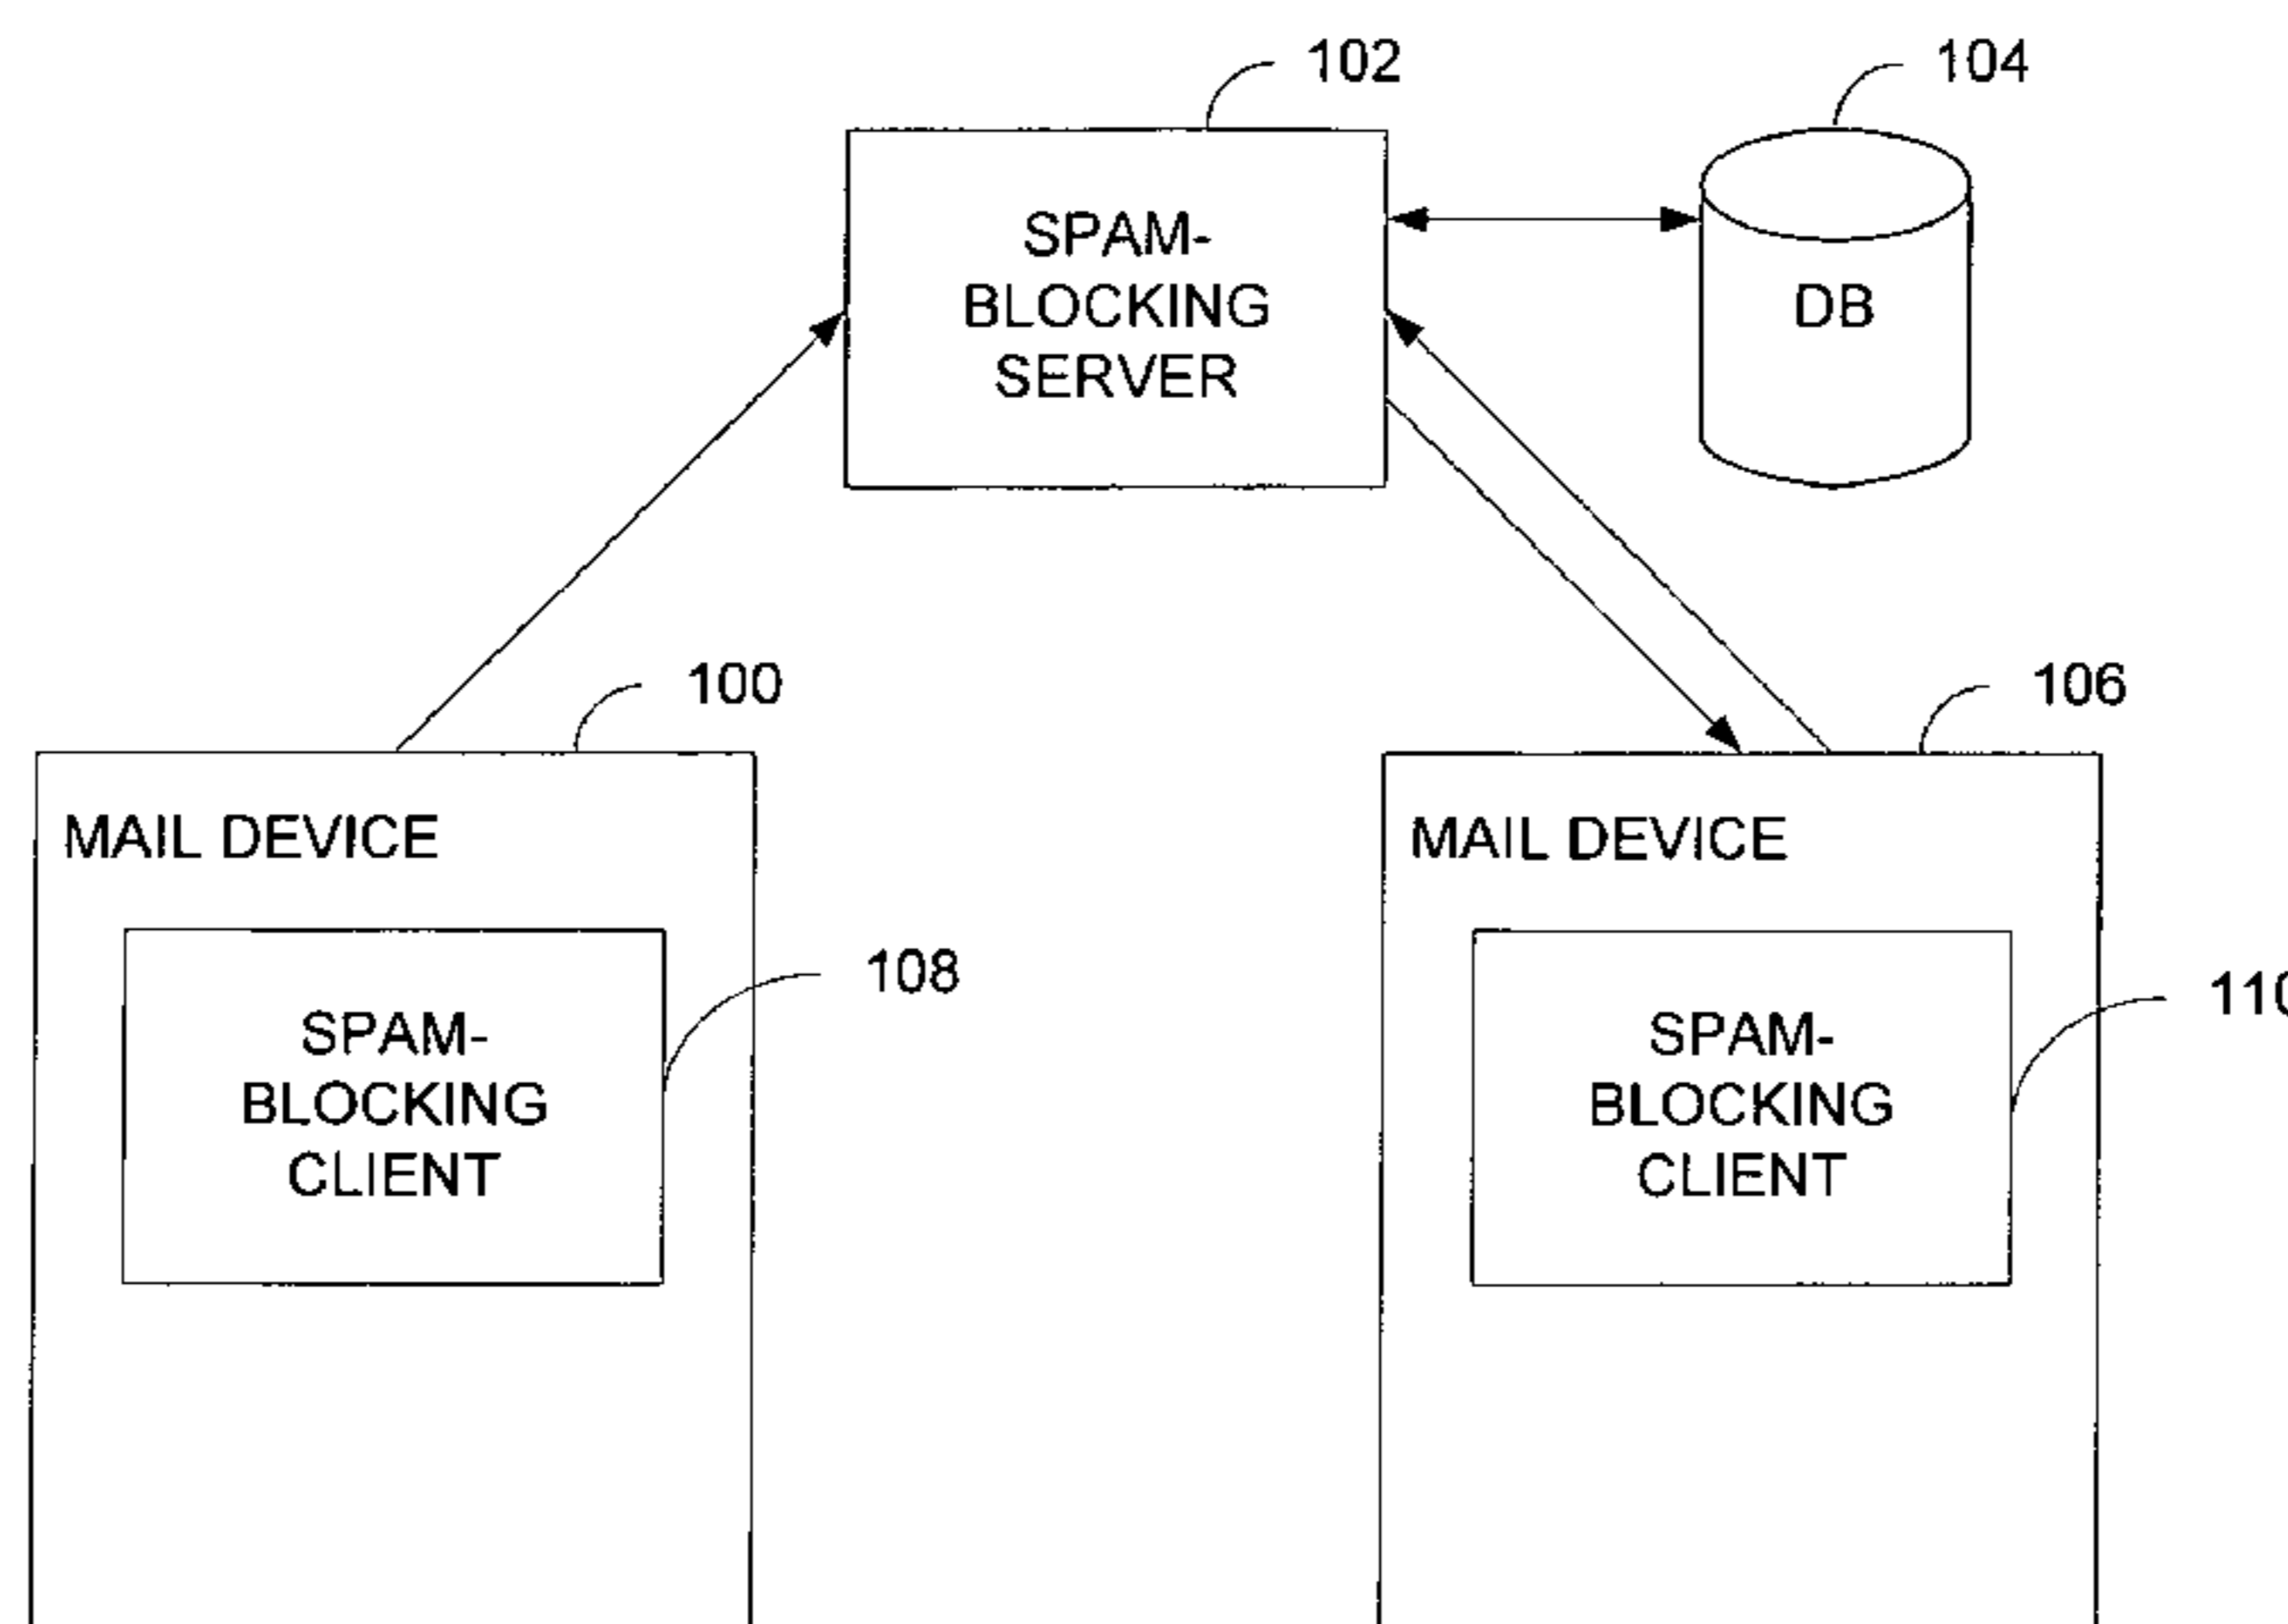 102
104
SPAM-
BLOCKING
SERVER
DB
100
106
MAIL DEVICE
MAIL DEVICE
108
110
SPAM-
BLOCKING
CLIENT
SPAM-
BLOCKING
CLIENT